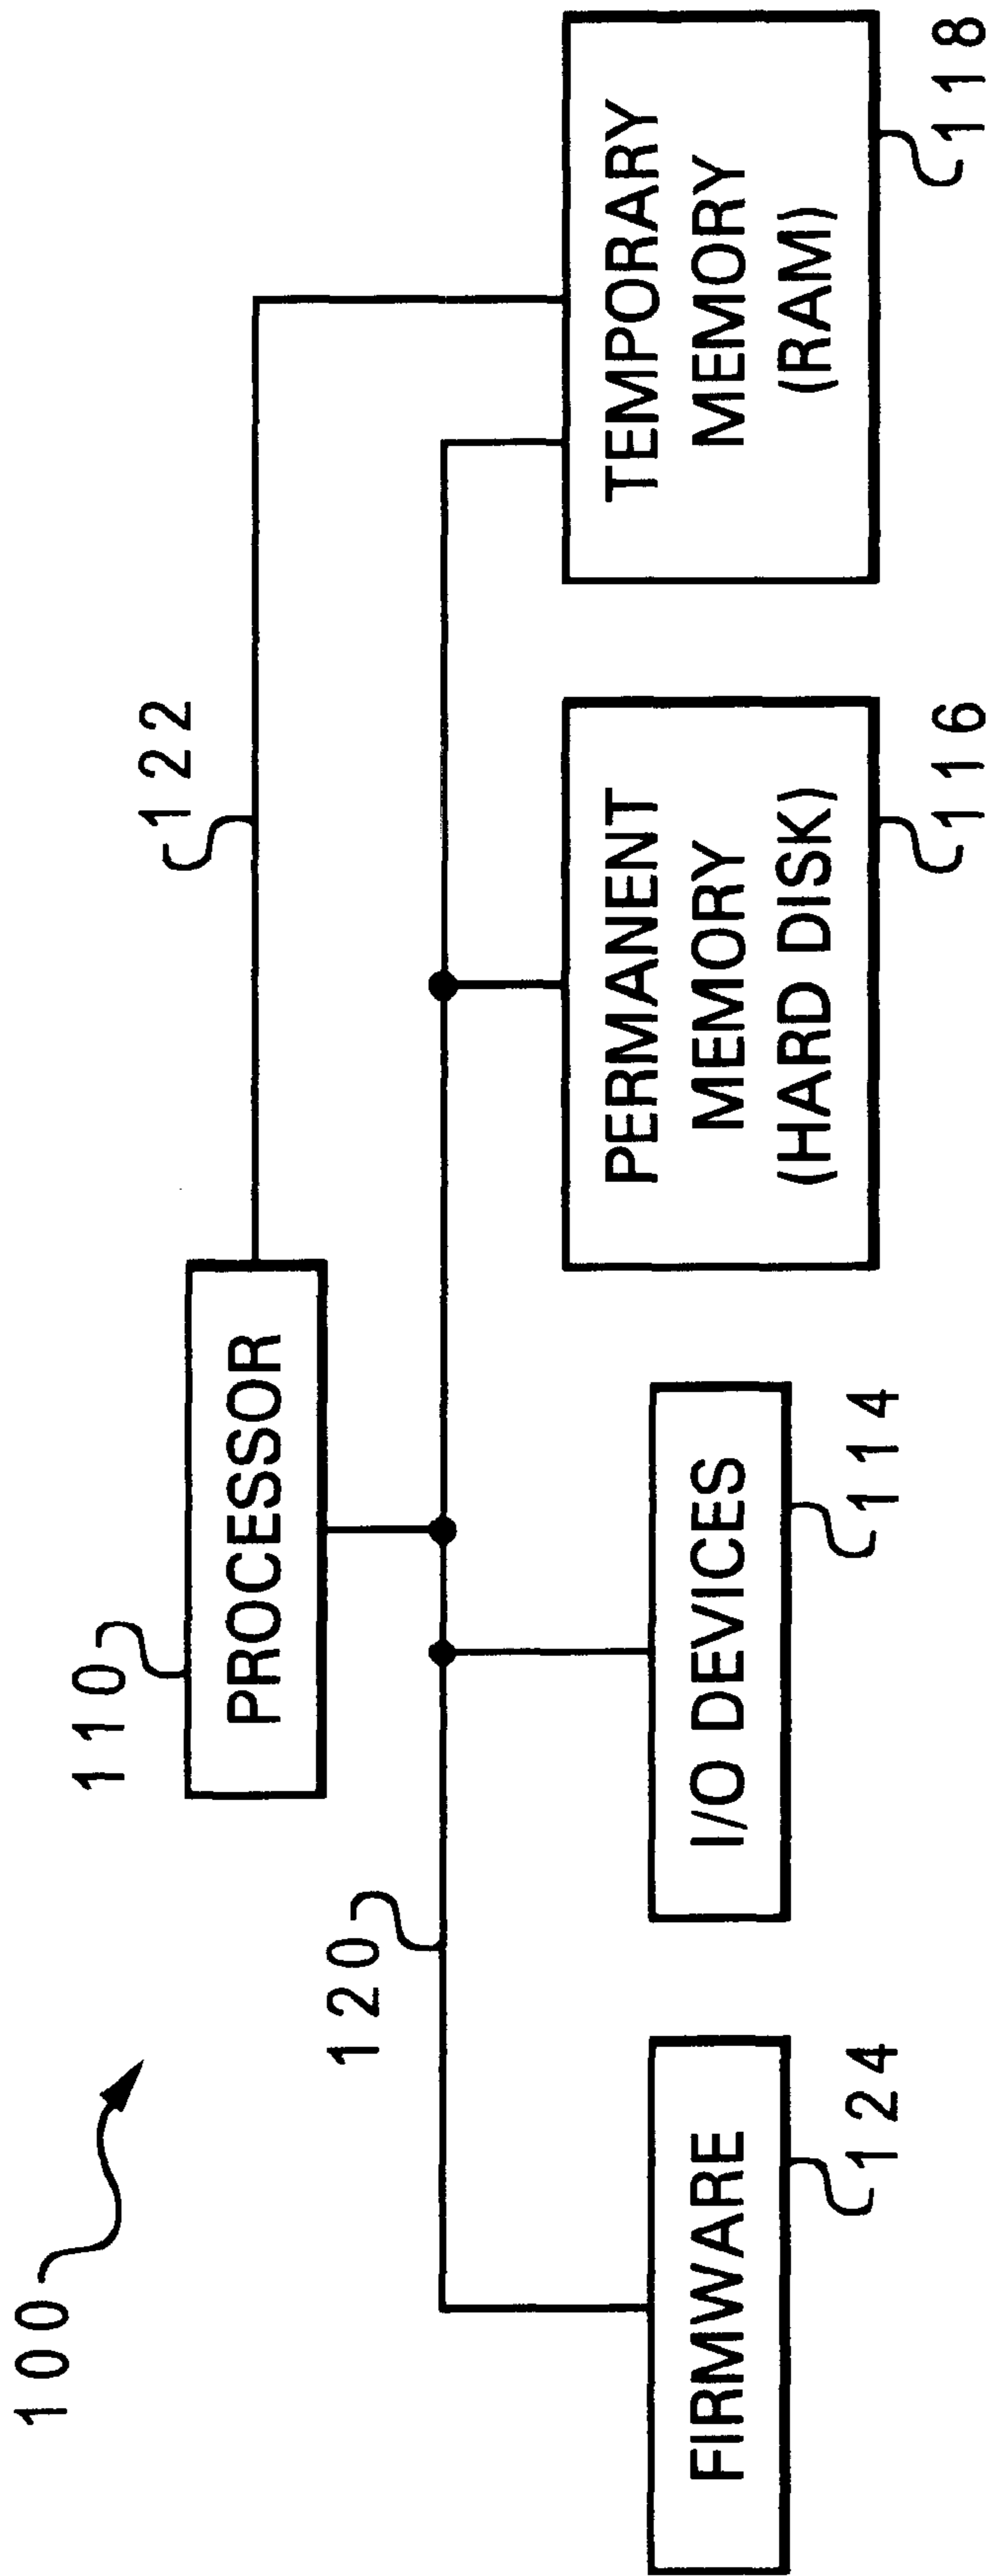 100
110
PROCESSOR
122
120
FIRMWARE
124
I/O DEVICES
114
PERMANENT
MEMORY
(HARD DISK)
116
TEMPORARY
MEMORY
(RAM)
118